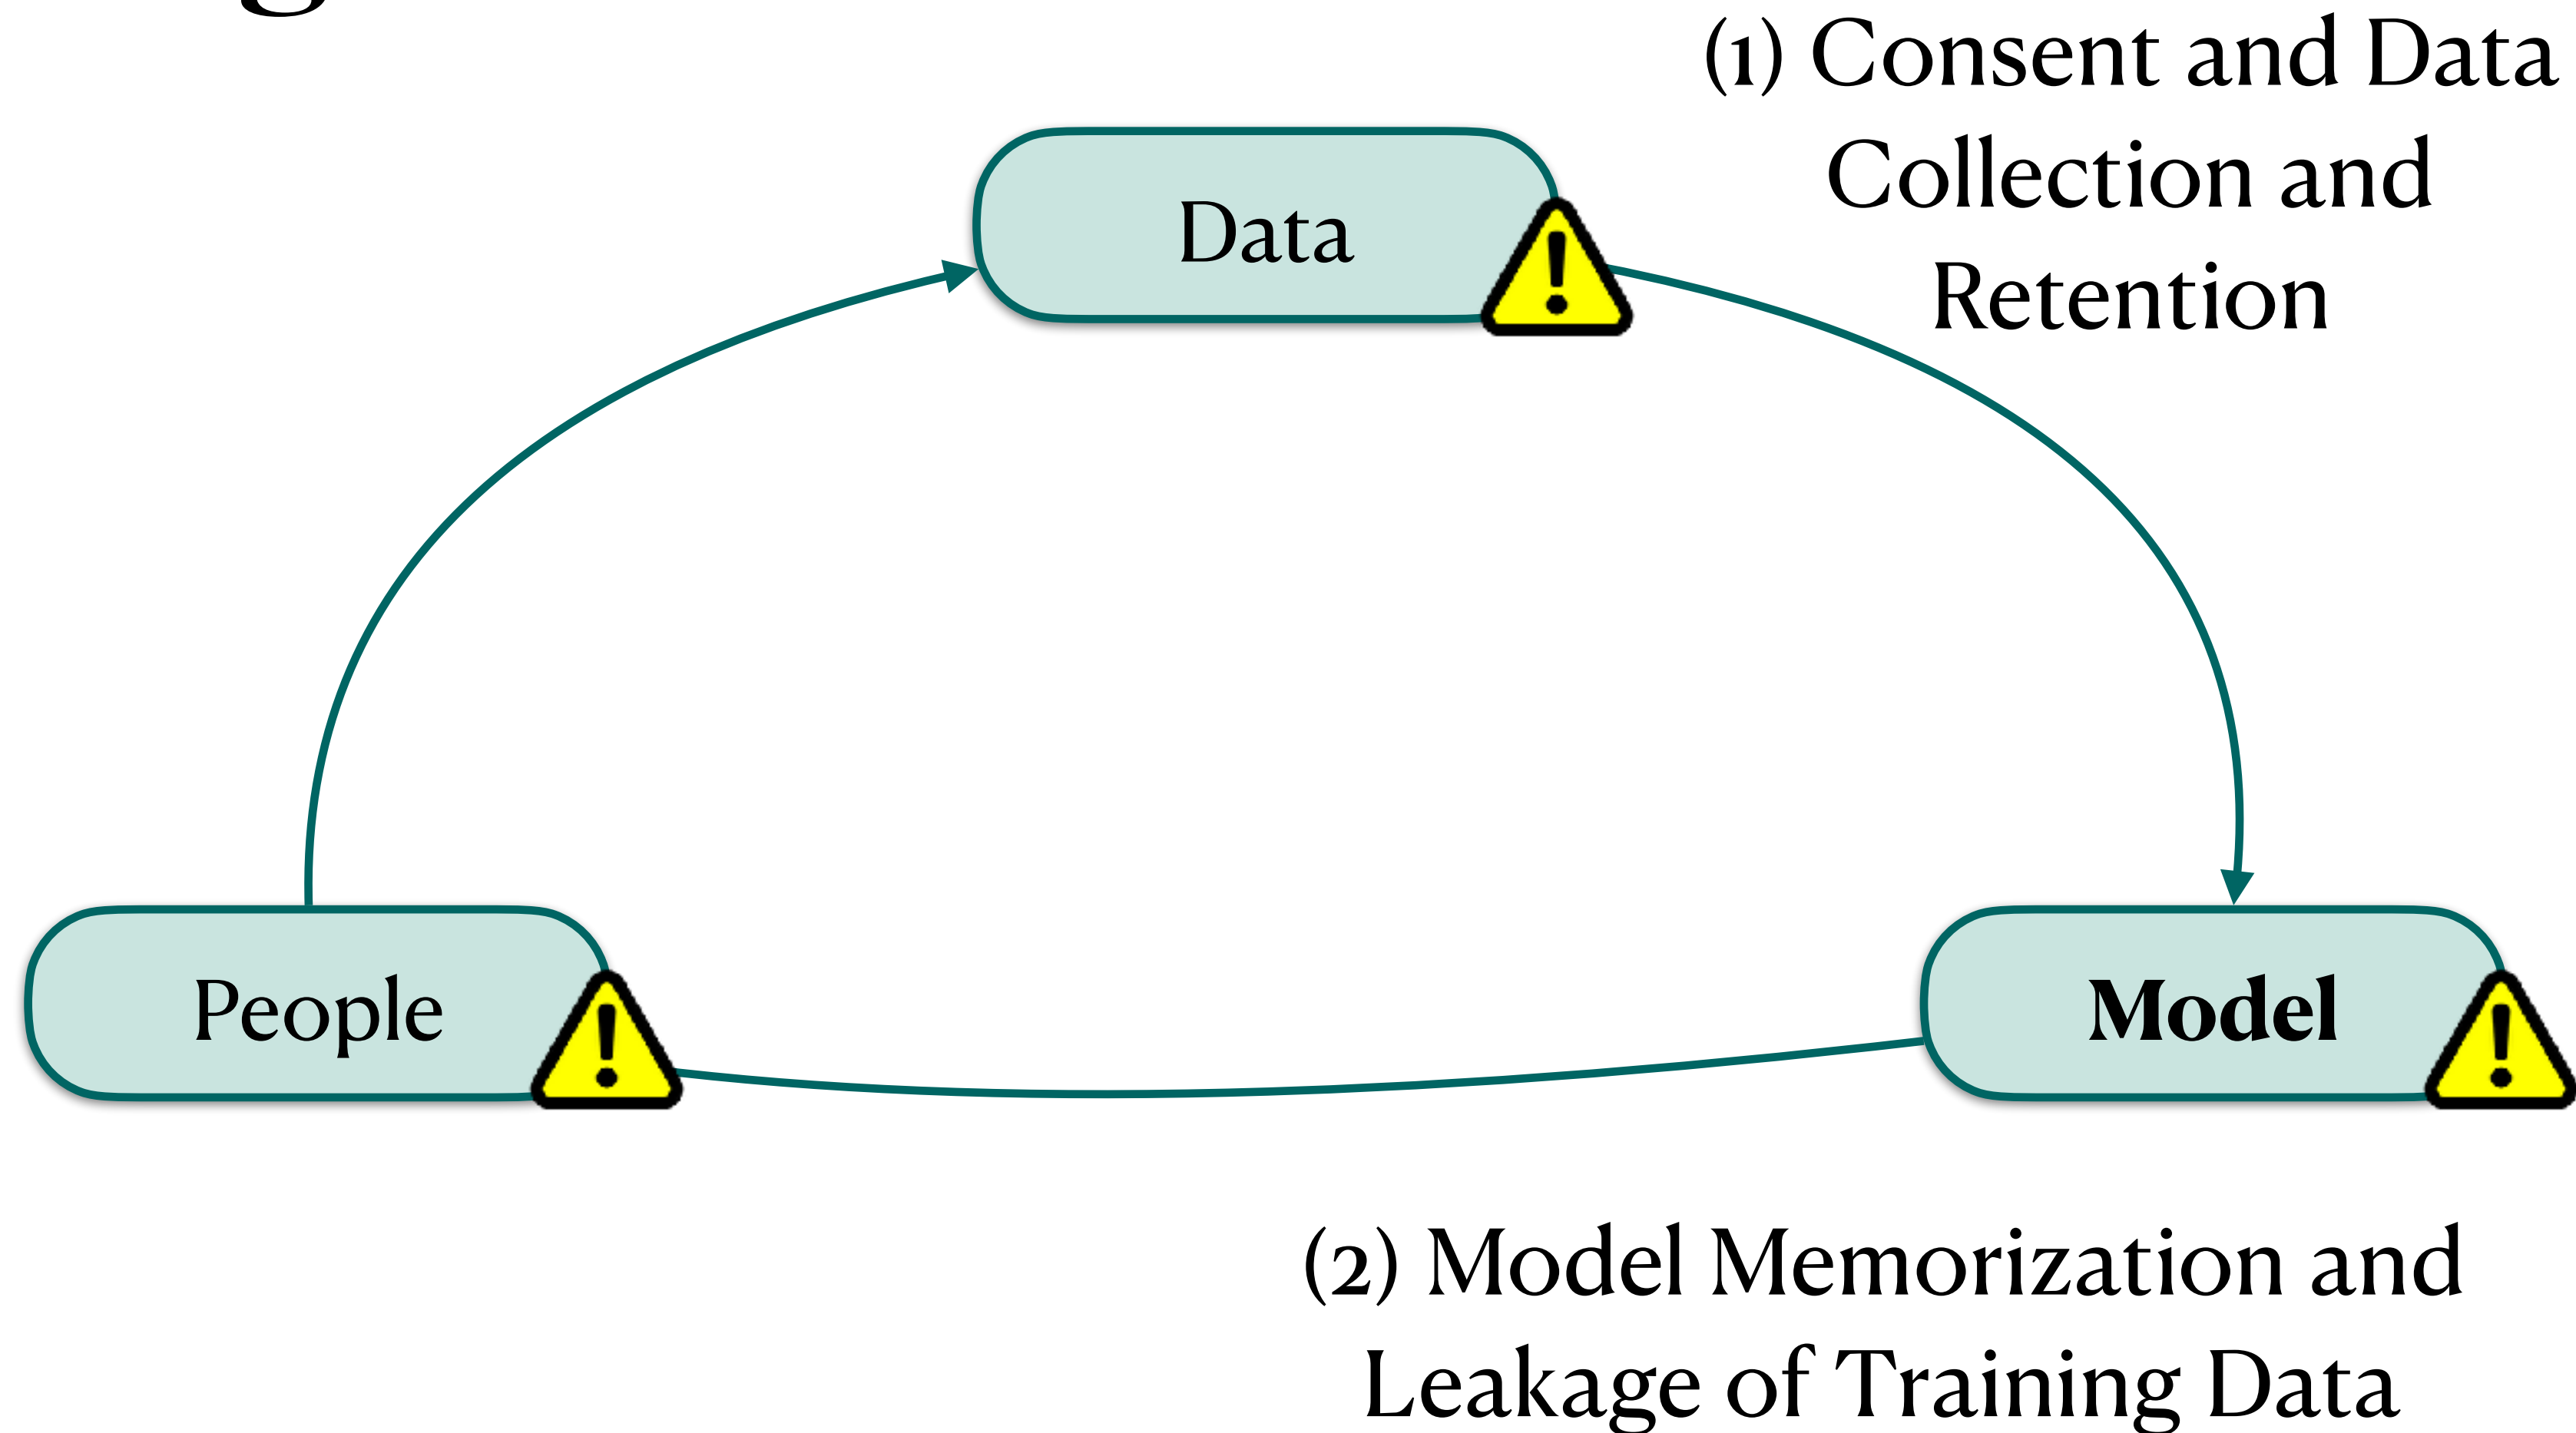 (1) Consent and Data
Collection and
Retention
Data
People
Model
(2) Model Memorization and
Leakage of Training Data